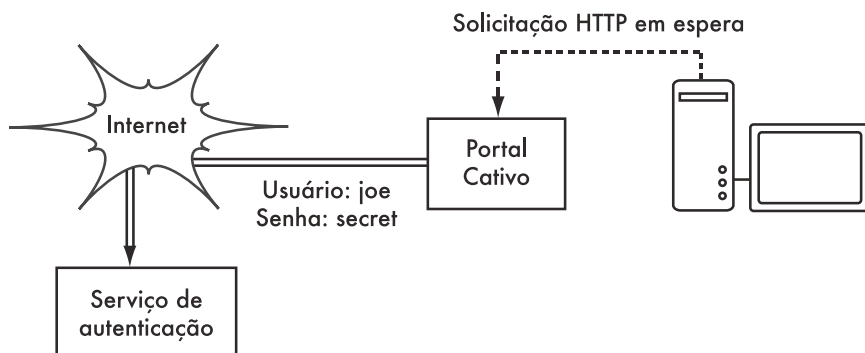 Solicitação HTTP em espera
Internet
Portal
Cativo
Usuário: joe
Senha: secret
Serviço de
autenticação